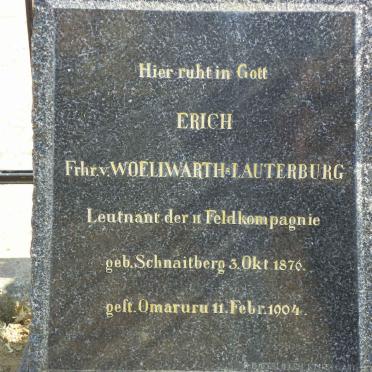 Hier ruht in Gott
ERICH
Frhr. v. WOELLWARTH-LAUTERBURG
Leutnant der 11 Feldkompagnie
geb. Schnaitberg 3. Okt 1876.
gest. Omaruru 11. Febr. 1904.